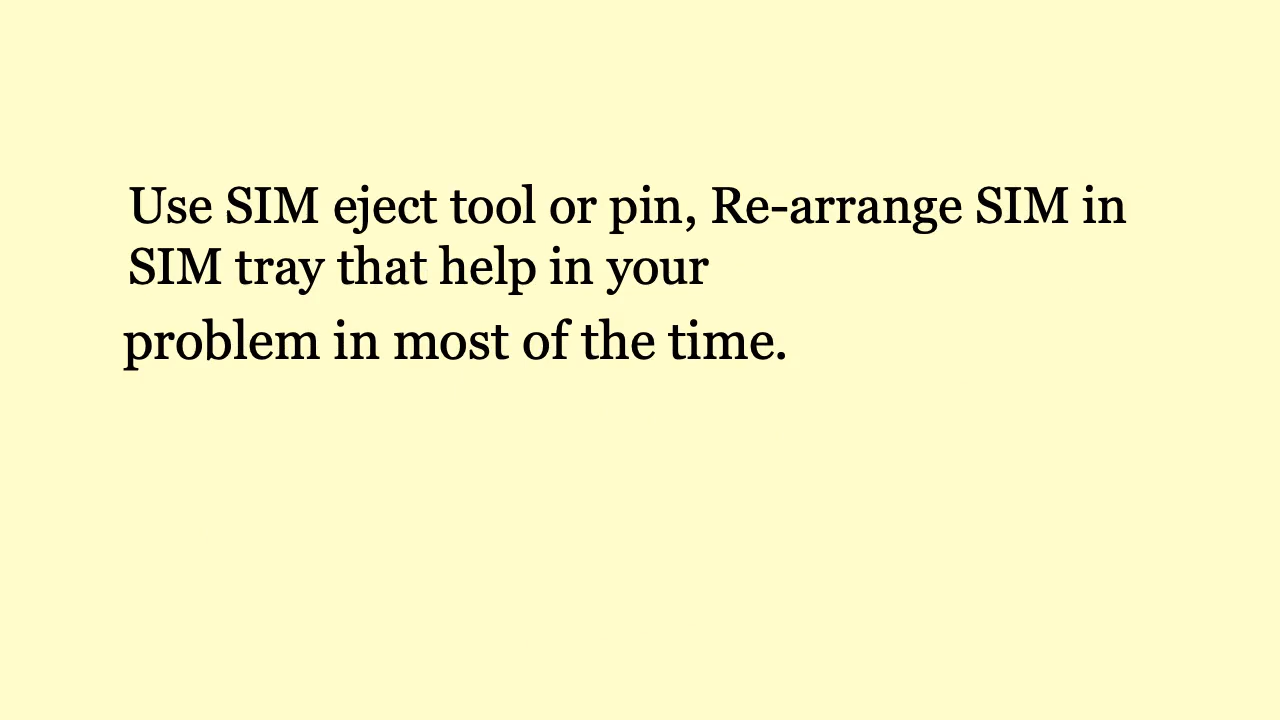 Use SIM eject tool or pin, Re-arrange SIM in
SIM tray that help in your
problem in most of the time.